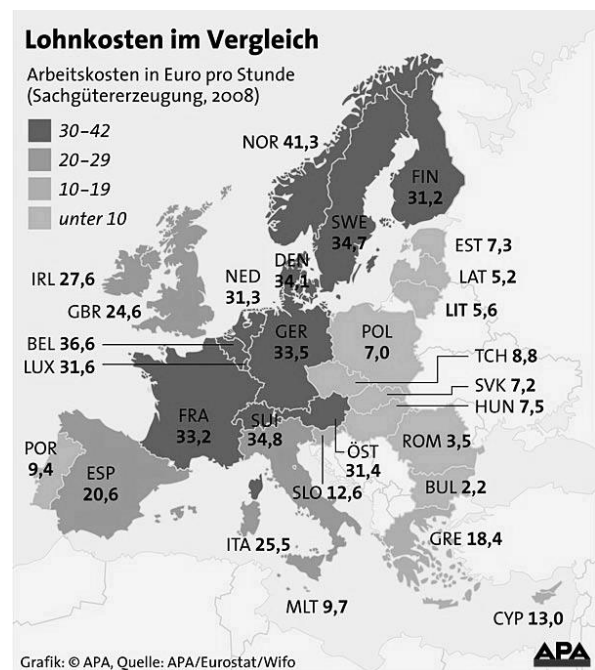 Lohnkosten im Vergleich
Arbeitskosten in Euro pro Stunde
(Sachgütererzeugung, 2008)
30–42
20–29
10–19
unter 10
NOR 41,3
FIN
31,2
SWE
34,7
DEN
34,1
EST 7,3
LAT 5,2
LIT 5,6
IRL 27,6
GBR 24,6
NED
31,3
BEL 36,6
LUX 31,6
GER
33,5
POL
7,0
TCH 8,8
SVK 7,2
HUN 7,5
FRA
33,2
SUI
34,8
ÖST
31,4
SLO 12,6
ROM 3,5
BUL 2,2
POR
9,4
ESP
20,6
ITA 25,5
GRE 18,4
MLT 9,7
CYP 13,0
Grafik: © APA, Quelle: APA/Eurostat/Wifo
APA